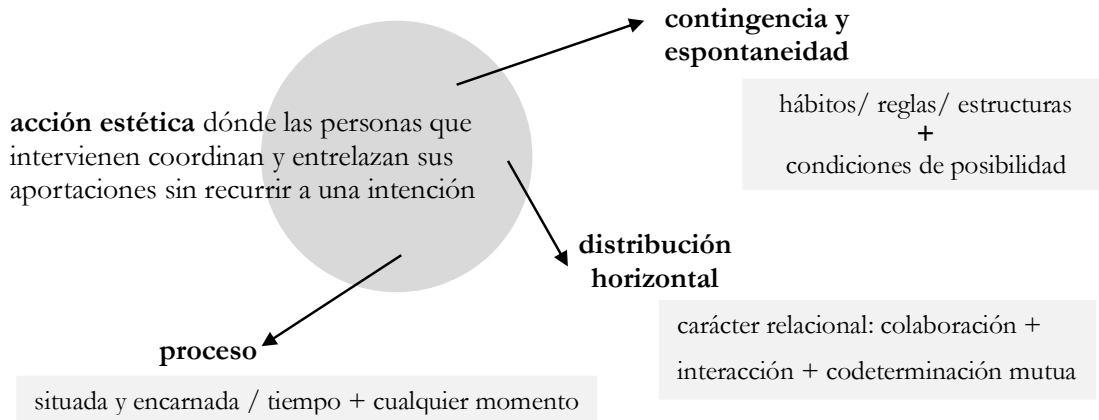 contingencia y
espontaneidad
hábitos/ reglas/ estructuras
+
condiciones de posibilidad
acción estética dónde las personas que
intervienen coordinan y entrelazan sus
aportaciones sin recurrir a una intención
distribución
horizontal
carácter relacional: colaboración +
interacción + codeterminación mutua
proceso
situada y encarnada / tiempo + cualquier momento